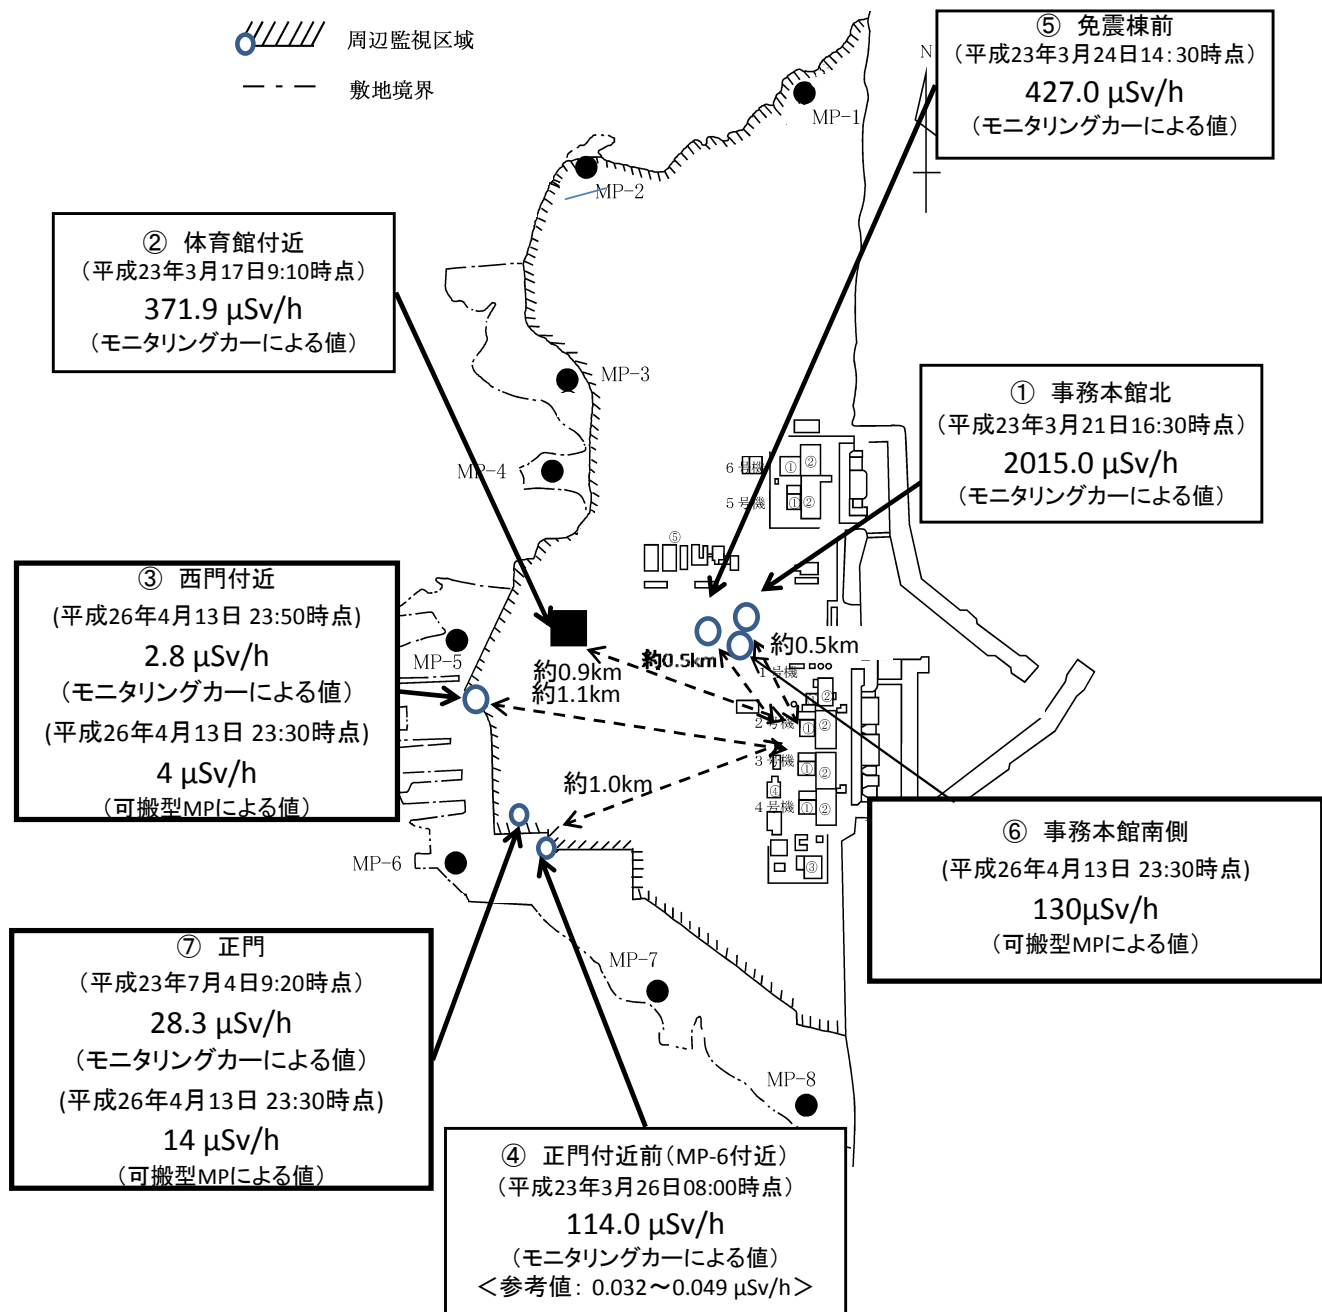 周辺監視区域
敷地境界
⑤ 免震棟前
（平成23年3月24日14:30時点）
427.0 μSv/h
（モニタリングカーによる値）
N
MP-1
MP-2
② 体育館付近
（平成23年3月17日9:10時点）
371.9 μSv/h
（モニタリングカーによる値）
MP-3
① 事務本館北
（平成23年3月21日16:30時点）
2015.0 μSv/h
（モニタリングカーによる値）
MP-4
6号機
① ②
5号機
① ②
⑤
③ 西門付近
(平成26年4月13日 23:50時点)
2.8 μSv/h
（モニタリングカーによる値）
(平成26年4月13日 23:30時点)
4 μSv/h
（可搬型MPによる値）
MP-5
約0.9km
約1.1km
約0.5km
約0.5km
1号機
②
2号機
① ②
3号機
① ②
④
4号機
① ②
③
約1.0km
MP-6
⑥ 事務本館南側
(平成26年4月13日 23:30時点)
130μSv/h
（可搬型MPによる値）
⑦ 正門
（平成23年7月4日9:20時点）
28.3 μSv/h
（モニタリングカーによる値）
(平成26年4月13日 23:30時点)
14 μSv/h
（可搬型MPによる値）
MP-7
MP-8
④ 正門付近前（MP-6付近）
（平成23年3月26日08:00時点）
114.0 μSv/h
（モニタリングカーによる値）
＜参考値: 0.032～0.049 μSv/h＞